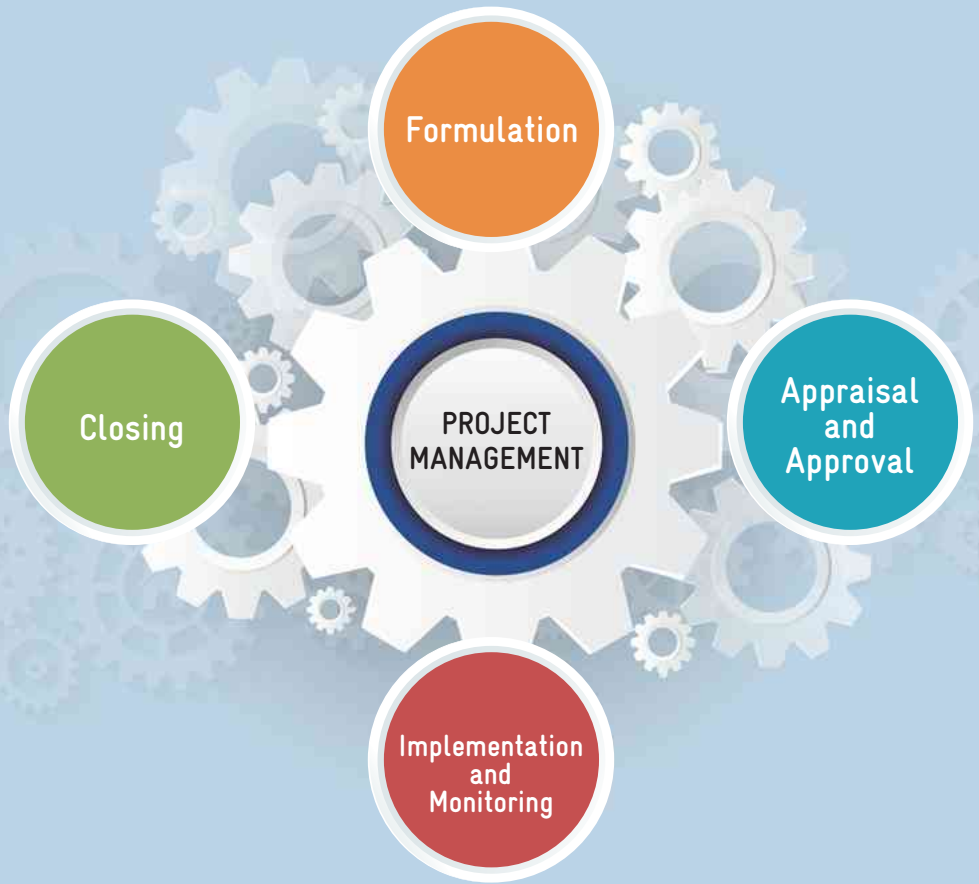 Formulation
Closing
PROJECT
MANAGEMENT
Appraisal
and
Approval
Implementation
and
Monitoring